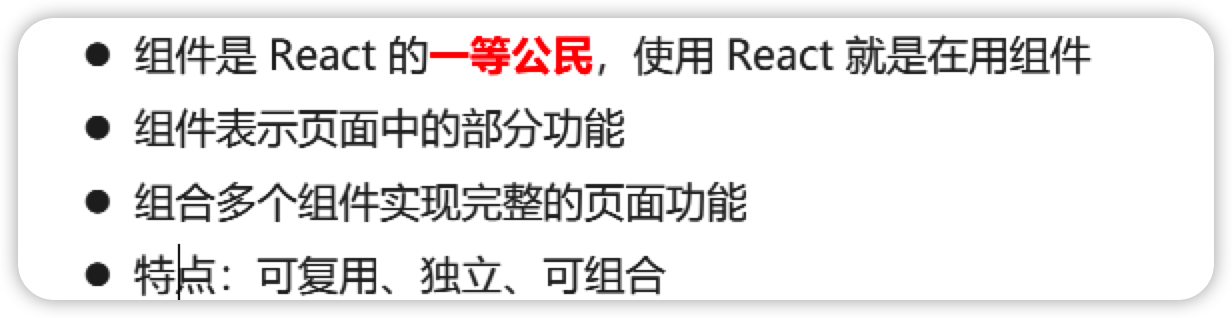 ● 组件是 React 的一等公民，使用 React 就是在用组件
● 组件表示页面中的部分功能
● 组合多个组件实现完整的页面功能
● 特点：可复用、独立、可组合